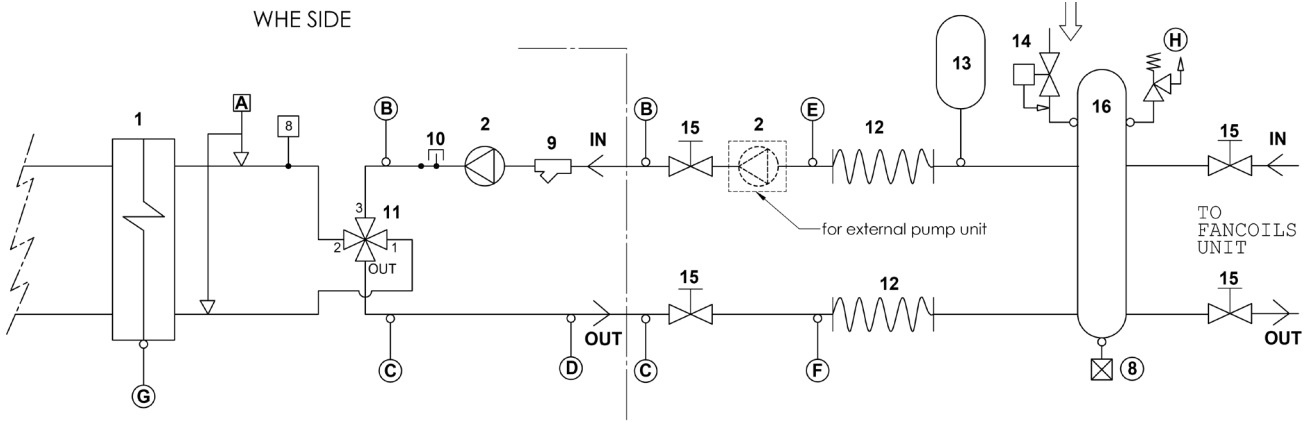 WHE SIDE
14
H
13
A
1
8
B
10
2
9
IN
B
15
2
E
12
16
15
IN
3
11
2
1
OUT
for external pump unit
TO
FANCOILS
UNIT
15
12
15
OUT
OUT
C
D
C
F
8
G